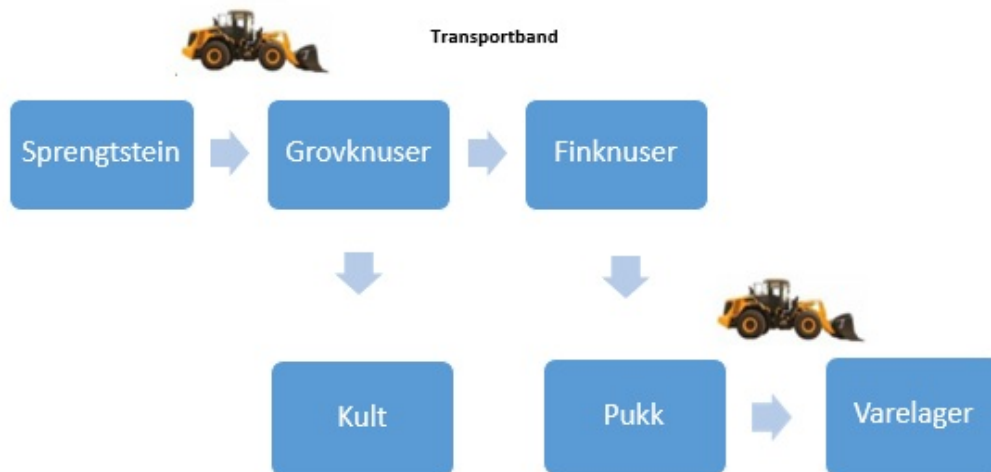 Transportband
Sprengtstein
Grovknuser
Finknuser
Kult
Pukk
Varelager